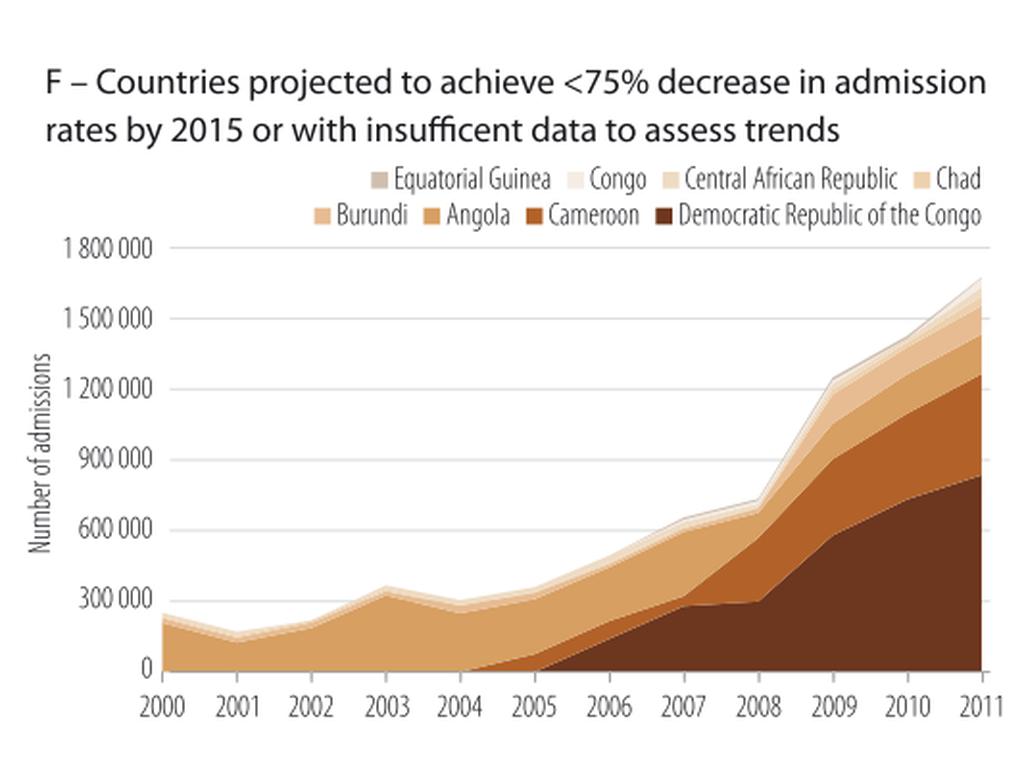 F – Countries projected to achieve <75% decrease in admission
rates by 2015 or with insufficent data to assess trends
Equatorial Guinea Congo Central African Republic Chad
Burundi Angola Cameroon Democratic Republic of the Congo
Number of admissions
1 800 000
1 500 000
1 200 000
900 000
600 000
300 000
0
2000 2001 2002 2003 2004 2005 2006 2007 2008 2009 2010 2011